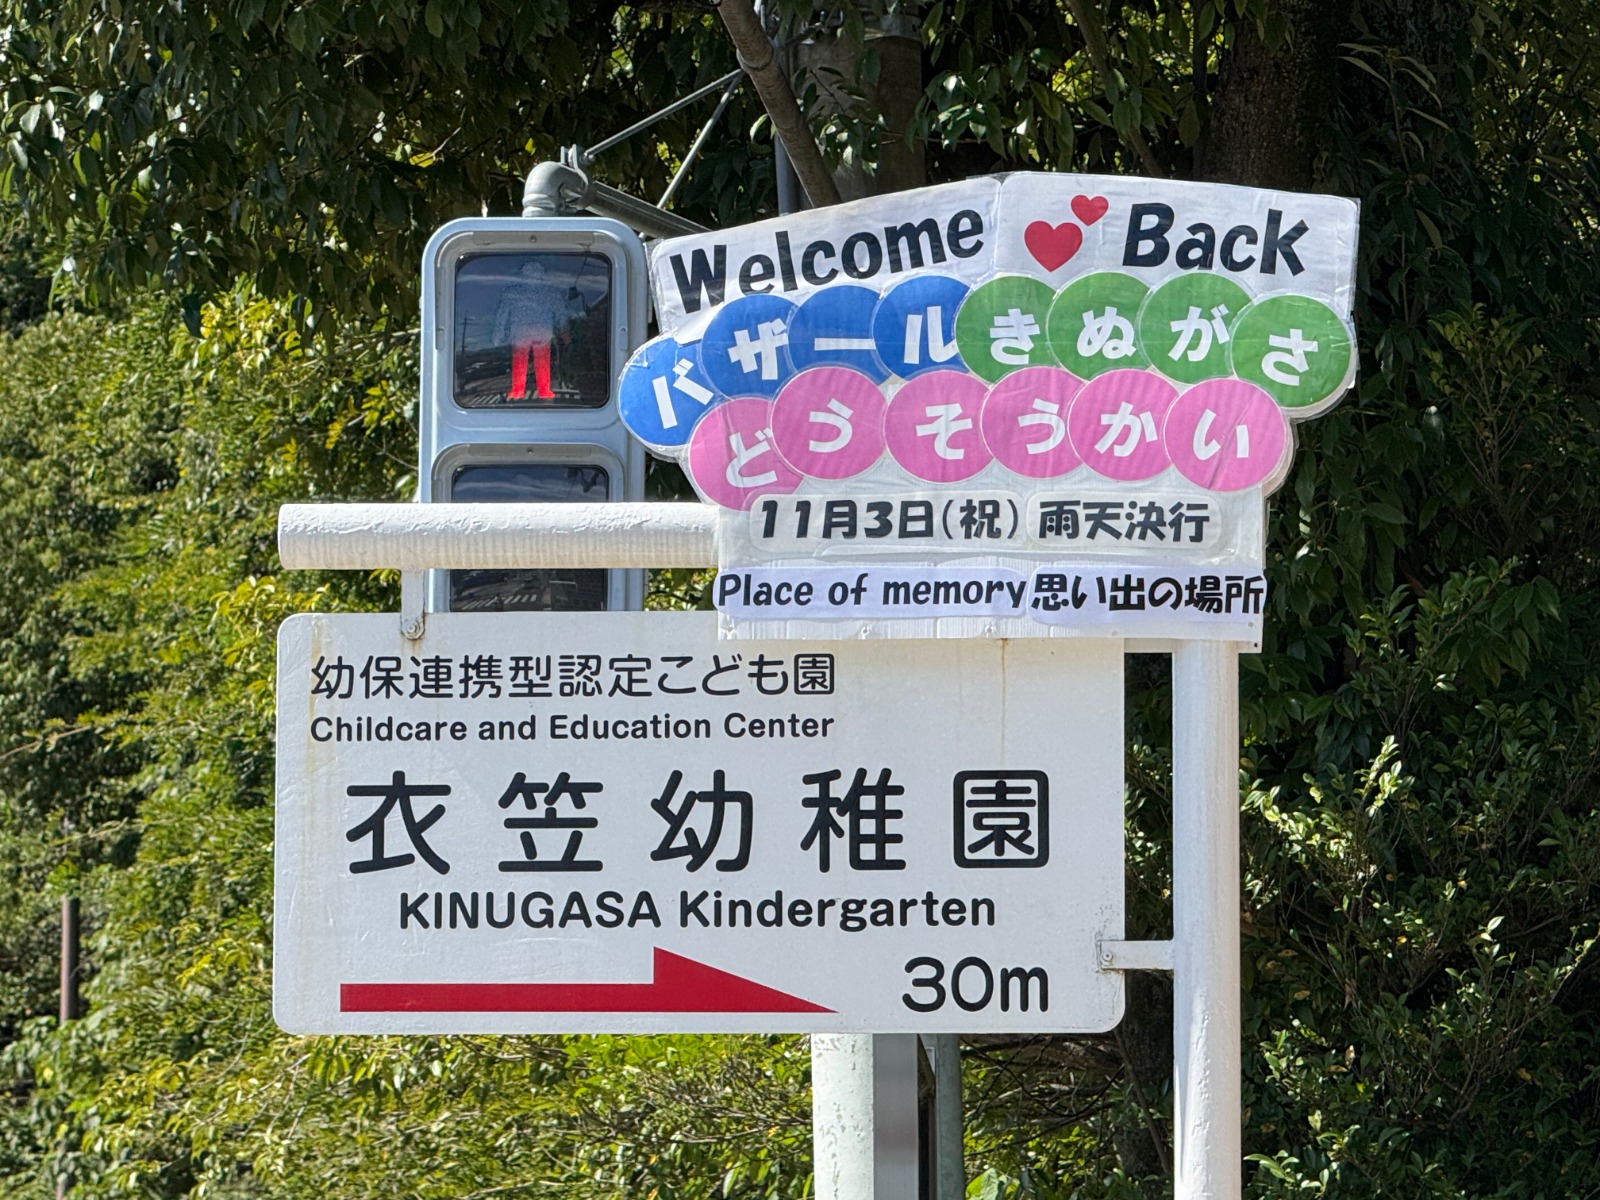 Welcome Back
バザールきぬがさ
どうそうかい
11月3日(祝) 雨天決行
Place of memory 思い出の場所
幼保連携型認定こども園
Childcare and Education Center
衣笠幼稚園
KINUGASA Kindergarten
30m